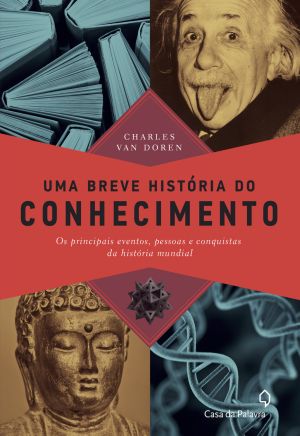 CHARLES
VAN DOREN
UMA BREVE HISTÓRIA DO
CONHECIMENTO
Os principais eventos, pessoas e conquistas
da história mundial
Casa da Palavra